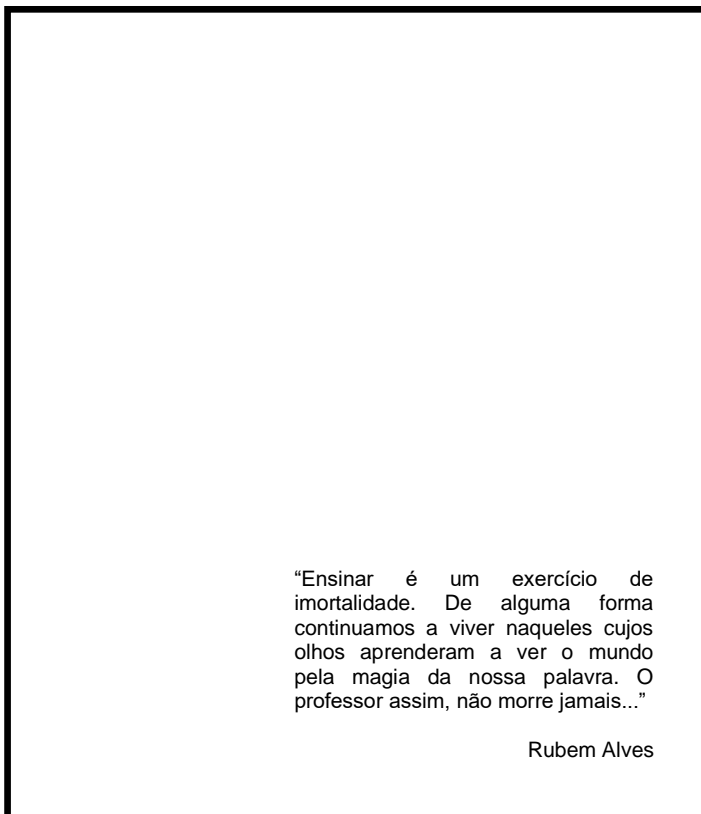 “Ensinar é um exercício de
imortalidade. De alguma forma
continuamos a viver naqueles cujos
olhos aprenderam a ver o mundo
pela magia da nossa palavra. O
professor assim, não morre jamais...”
Rubem Alves